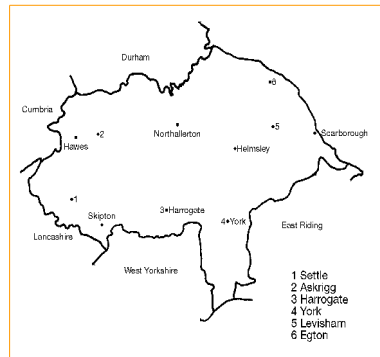 Durham
6
Cumbria
2
Northallerton
5
Scarborough
Hawes
Helmsley
1
3 Harrogate
Skipton
4 York
East Riding
Lancashire
West Yorkshire
1 Settle
2 Askrigg
3 Harrogate
4 York
5 Levisham
6 Egton